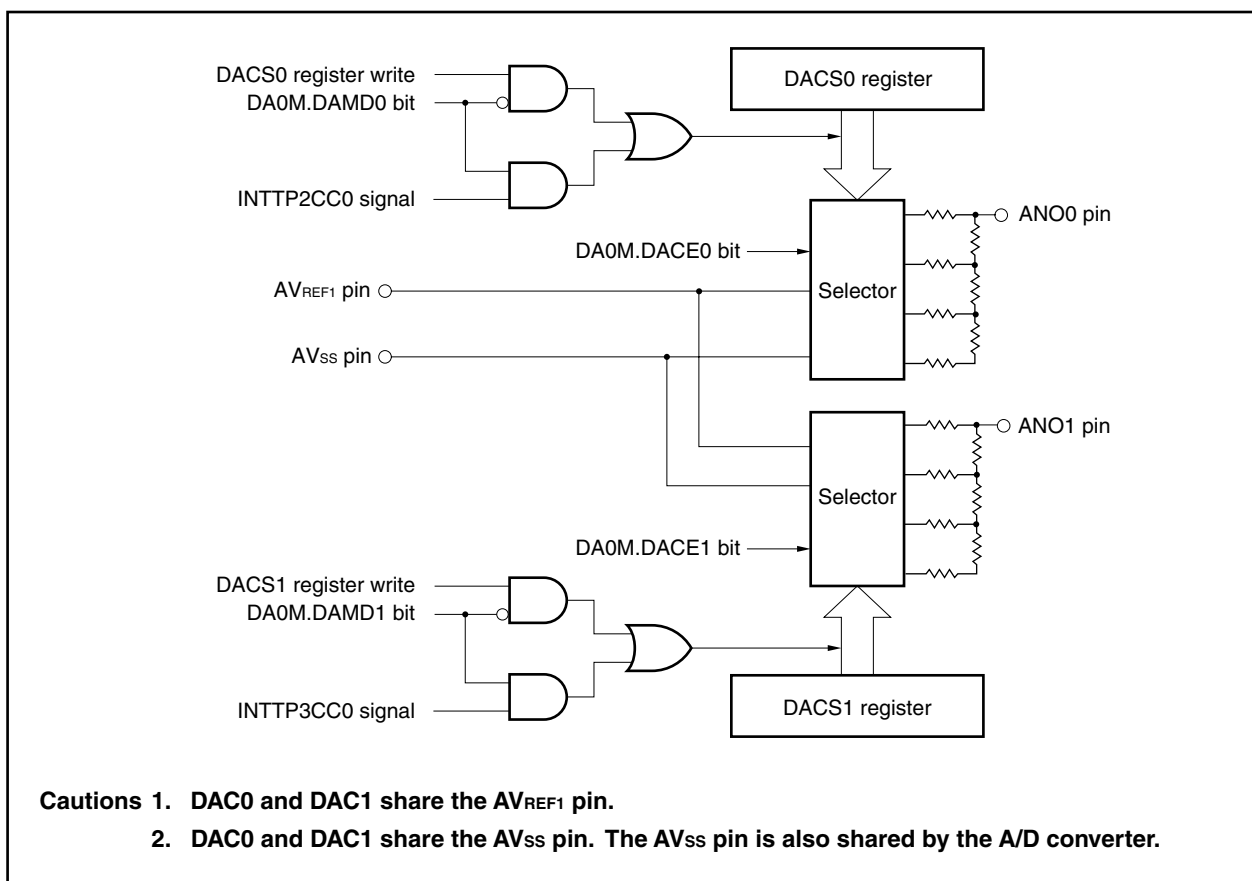 DACS0 register write
DA0M.DAMD0 bit
INTTP2CC0 signal
DACS0 register
DA0M.DACE0 bit
Selector
ANO0 pin
AVREF1 pin
AVSS pin
ANO1 pin
Selector
DA0M.DACE1 bit
DACS1 register write
DA0M.DAMD1 bit
INTTP3CC0 signal
DACS1 register
Cautions 1. DAC0 and DAC1 share the AVREF1 pin.
2. DAC0 and DAC1 share the AVSS pin. The AVSS pin is also shared by the A/D converter.